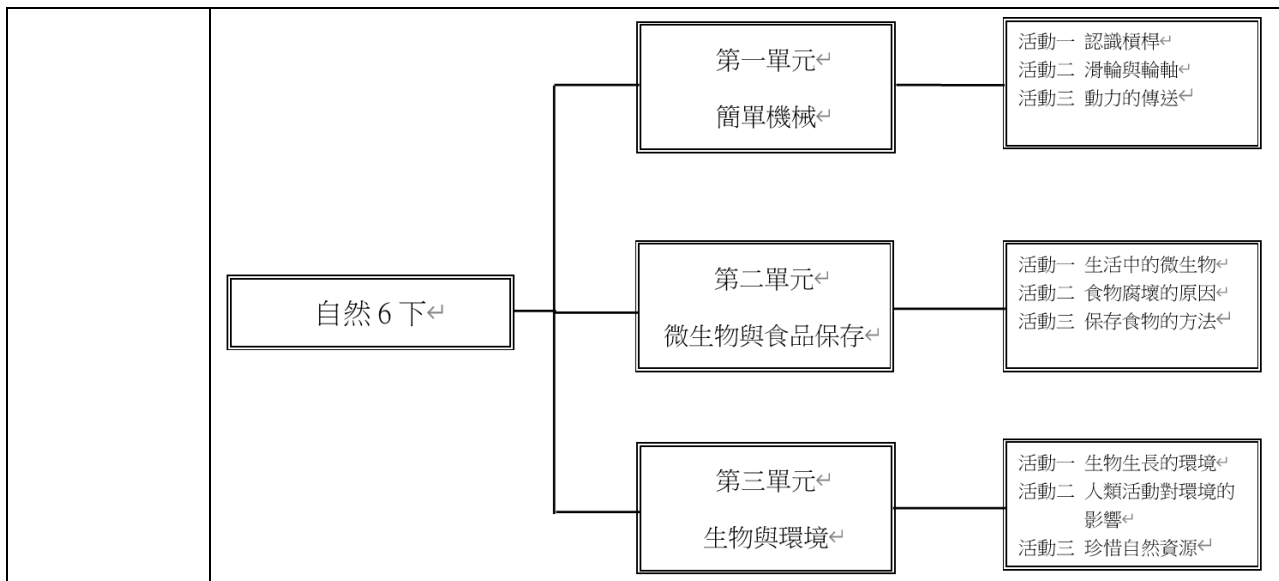 自然 6 下↵
第一單元↵
簡單機械↵
活動一 認識槓桿↵
活動二 滑輪與輪軸↵
活動三 動力的傳送↵
第二單元↵
微生物與食品保存↵
活動一 生活中的微生物↵
活動二 食物腐壞的原因↵
活動三 保存食物的方法↵
第三單元↵
生物與環境↵
活動一 生物生長的環境↵
活動二 人類活動對環境的
影響↵
活動三 珍惜自然資源↵